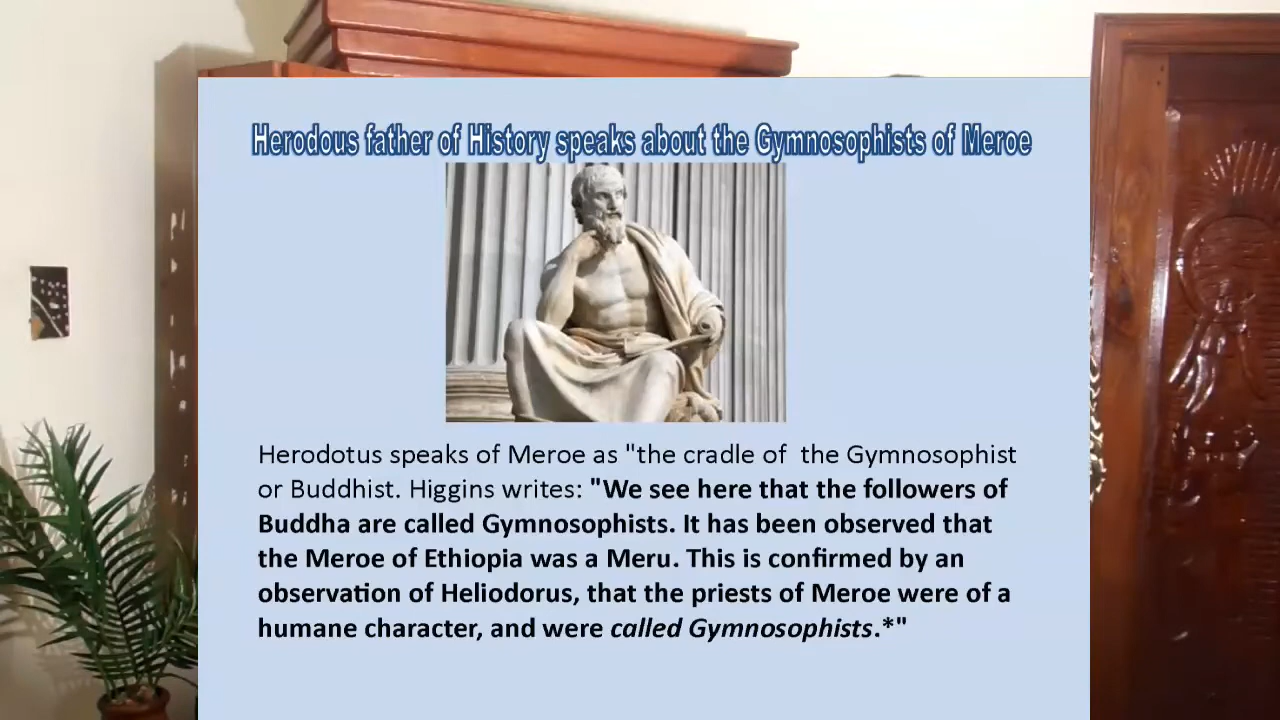 Herodous father of History speaks about the Gymnosophists of Meroe
Herodotus speaks of Meroe as "the cradle of  the Gymnosophist
or Buddhist. Higgins writes: "We see here that the followers of
Buddha are called Gymnosophists. It has been observed that
the Meroe of Ethiopia was a Meru. This is confirmed by an
observation of Heliodorus, that the priests of Meroe were of a
humane character, and were called Gymnosophists.*"